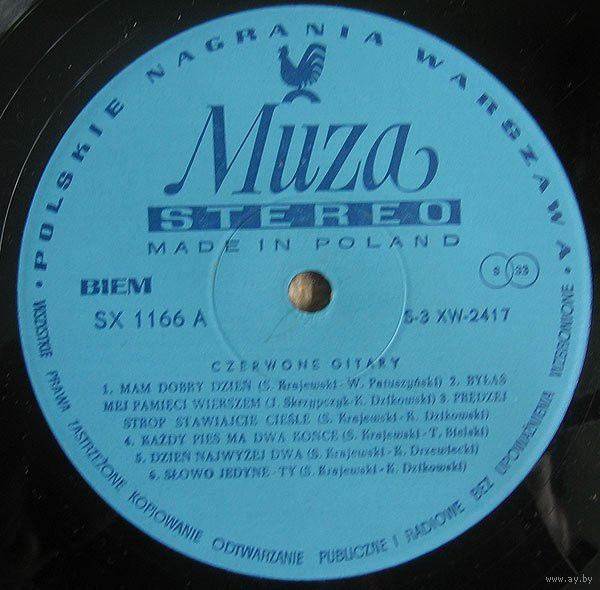 • POLSKIE NAGRANIA WARSZAWA •
Muza
STEREO
MADE IN POLAND
BIEM
S 33
SX 1166 A
S-3 XW-2417
CZERWONE GITARY
1. MAM DOBRY DZIEŃ (S. Krajewski - W. Patuszyński) 2. BYŁAŚ
MEJ PAMIĘCI WIERSZEM (J. Skrzypczyk - K. Dzikowski) 3. PRĘDZEJ
STROP STAWIAJCIE CIEŚLE (S. Krajewski - K. Dzikowski)
4. KAŻDY PIES MA DWA KOŃCE (S. Krajewski - T. Bielski)
5. DZIEŃ NAJWYŻEJ DWA (S. Krajewski - K. Drzewiecki)
6. SŁOWO JEDYNE - TY (S. Krajewski - K. Dzikowski)
WSZYSTKIE PRAWA ZASTRZEŻONE KOPIOWANIE ODTWARZANIE PUBLICZNE I RADIOWE BEZ UPOWAŻNIENIA WZBRONIONE
www.ay.by